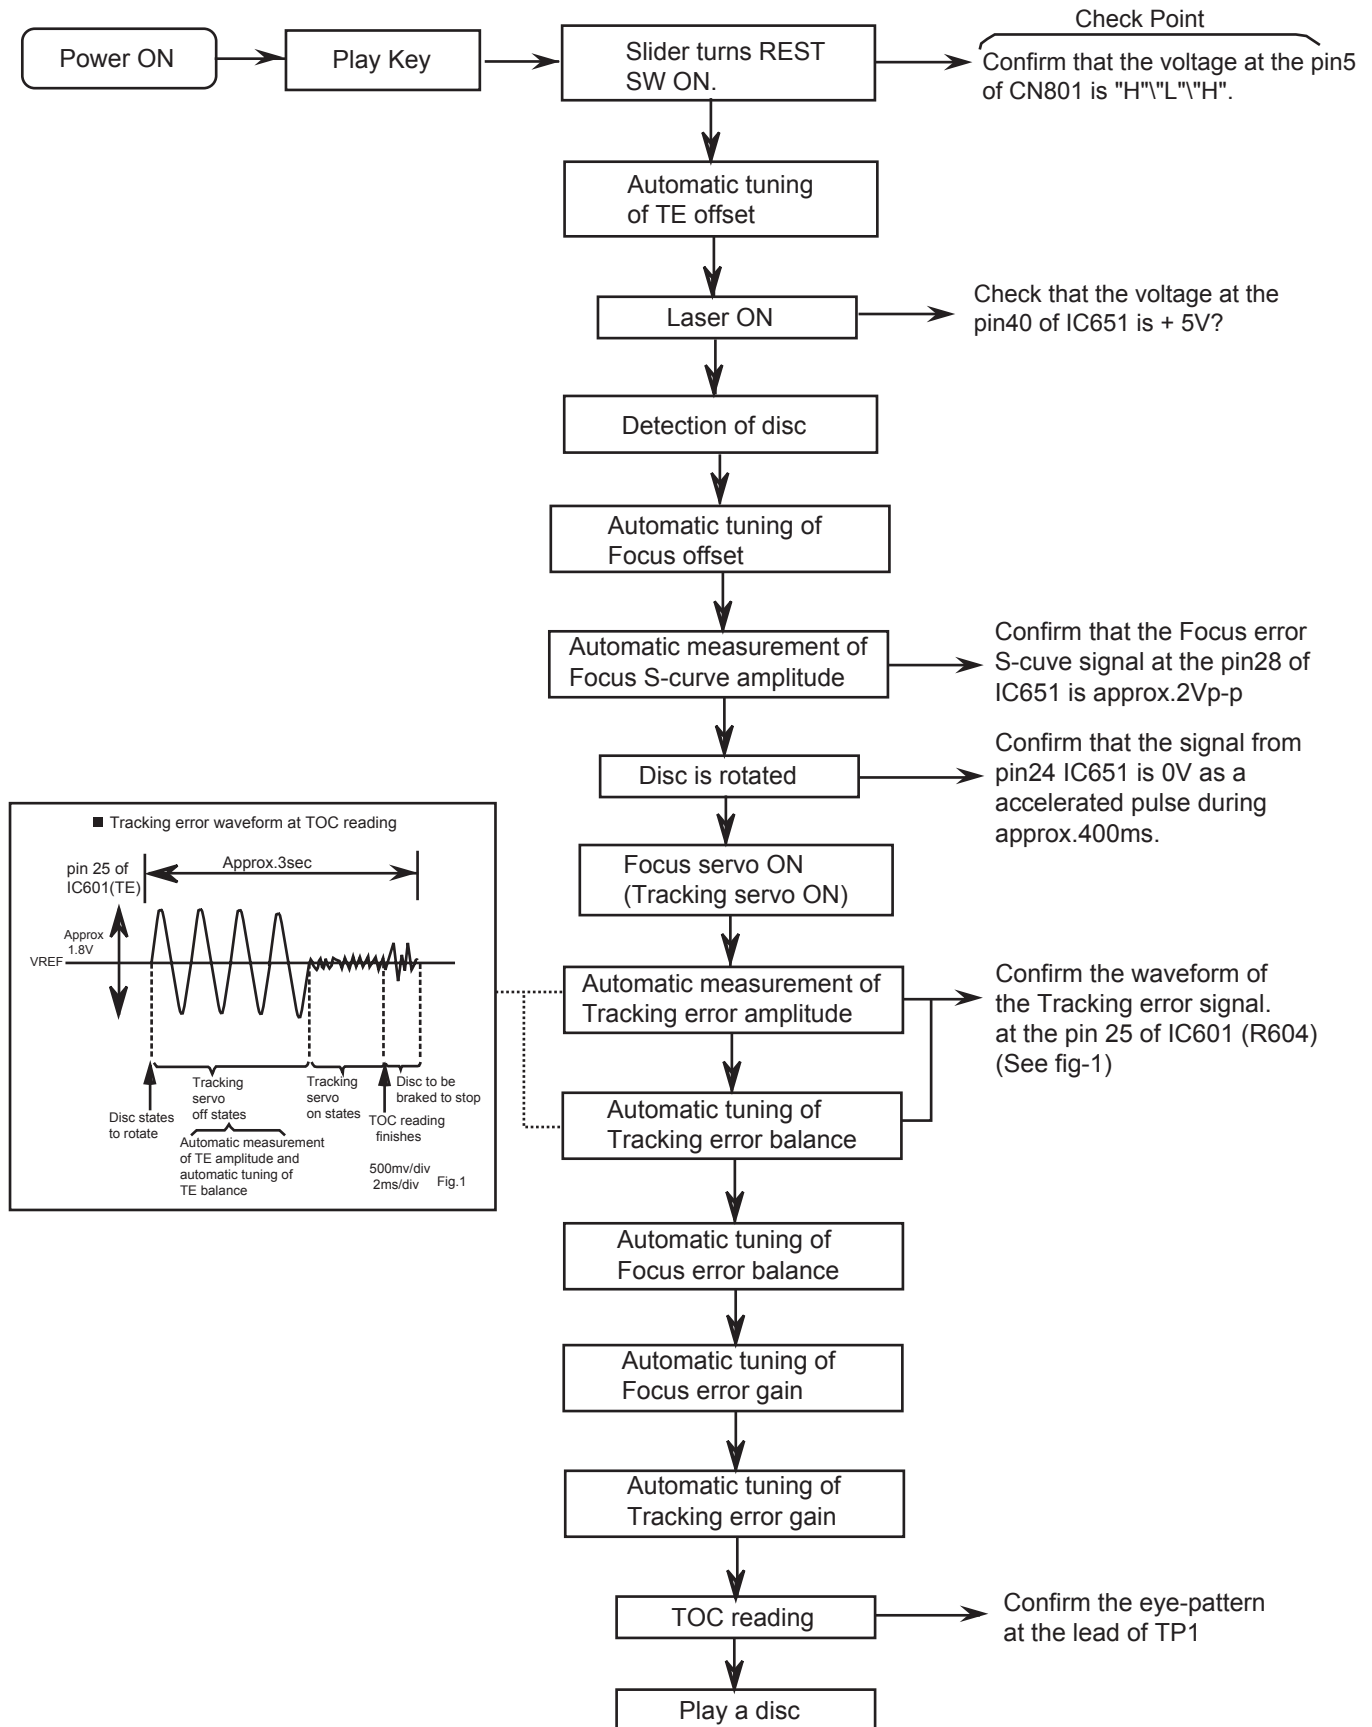 Check Point
Power ON
Play Key
Slider turns REST
SW ON.
Confirm that the voltage at the pin5
of CN801 is "H"\"L"\"H".
Automatic tuning
of TE offset
Laser ON
Check that the voltage at the
pin40 of IC651 is + 5V?
Detection of disc
Automatic tuning of
Focus offset
Automatic measurement of
Focus S-curve amplitude
Confirm that the Focus error
S-cuve signal at the pin28 of
IC651 is approx.2Vp-p
Disc is rotated
Confirm that the signal from
pin24 IC651 is 0V as a
accelerated pulse during
approx.400ms.
Focus servo ON
(Tracking servo ON)
■ Tracking error waveform at TOC reading
pin 25 of
IC601(TE)
Approx.3sec
Approx
1.8V
VREF
Disc states
to rotate
Tracking
servo
off states
Tracking
servo
on states
Disc to be
braked to stop
TOC reading
finishes
Automatic measurement
of TE amplitude and
automatic tuning of
TE balance
500mv/div
2ms/div
Fig.1
Automatic measurement of
Tracking error amplitude
Confirm the waveform of
the Tracking error signal.
at the pin 25 of IC601 (R604)
(See fig-1)
Automatic tuning of
Tracking error balance
Automatic tuning of
Focus error balance
Automatic tuning of
Focus error gain
Automatic tuning of
Tracking error gain
TOC reading
Confirm the eye-pattern
at the lead of TP1
Play a disc